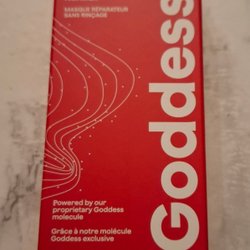 MASQUE RÉPARATEUR
SANS RINÇAGE
Goddess
Powered by our
proprietary Goddess
molecule
Grâce à notre molécule
Goddess exclusive